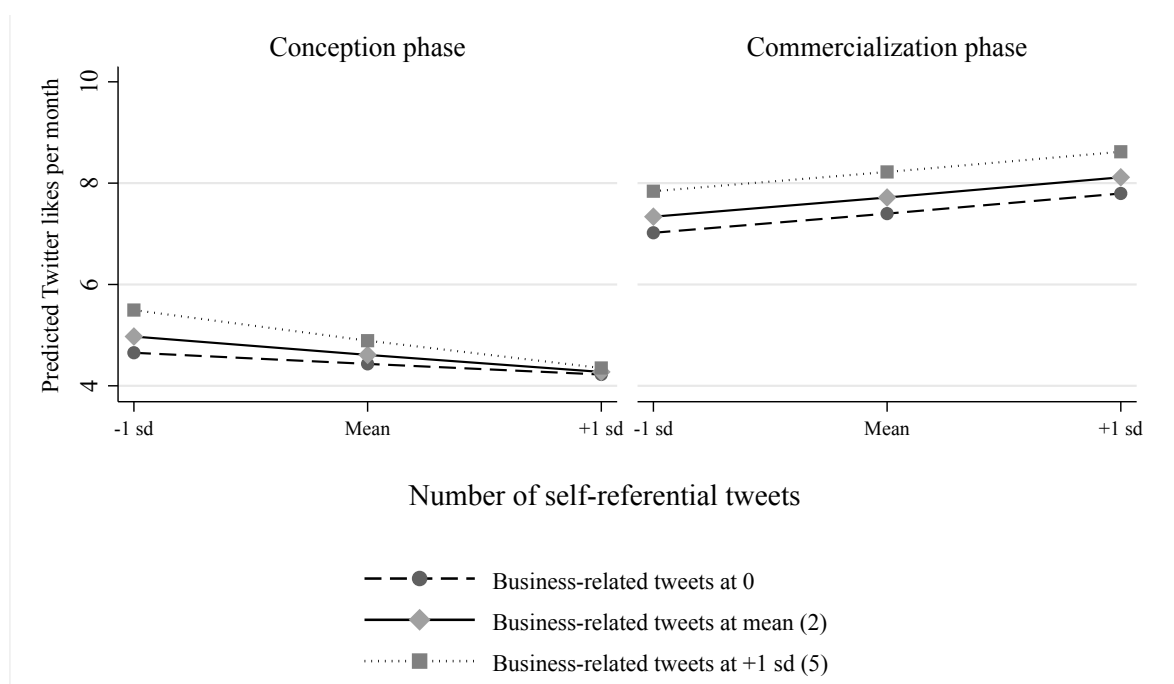 Conception phase
Commercialization phase
Predicted Twitter likes per month
10
8
6
4
-1 sd
Mean
+1 sd
-1 sd
Mean
+1 sd
Number of self-referential tweets
Business-related tweets at 0
Business-related tweets at mean (2)
Business-related tweets at +1 sd (5)